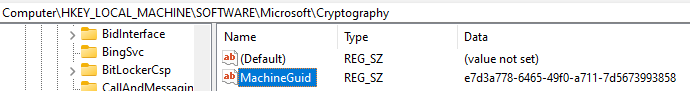 Computer\HKEY_LOCAL_MACHINE\SOFTWARE\Microsoft\Cryptography
BidInterface
BingSvc
BitLockerCsp
CallAndMessagin
Name Type Data
(Default) REG_SZ (value not set)
MachineGuid REG_SZ e7d3a778-6465-49f0-a711-7d5673993858